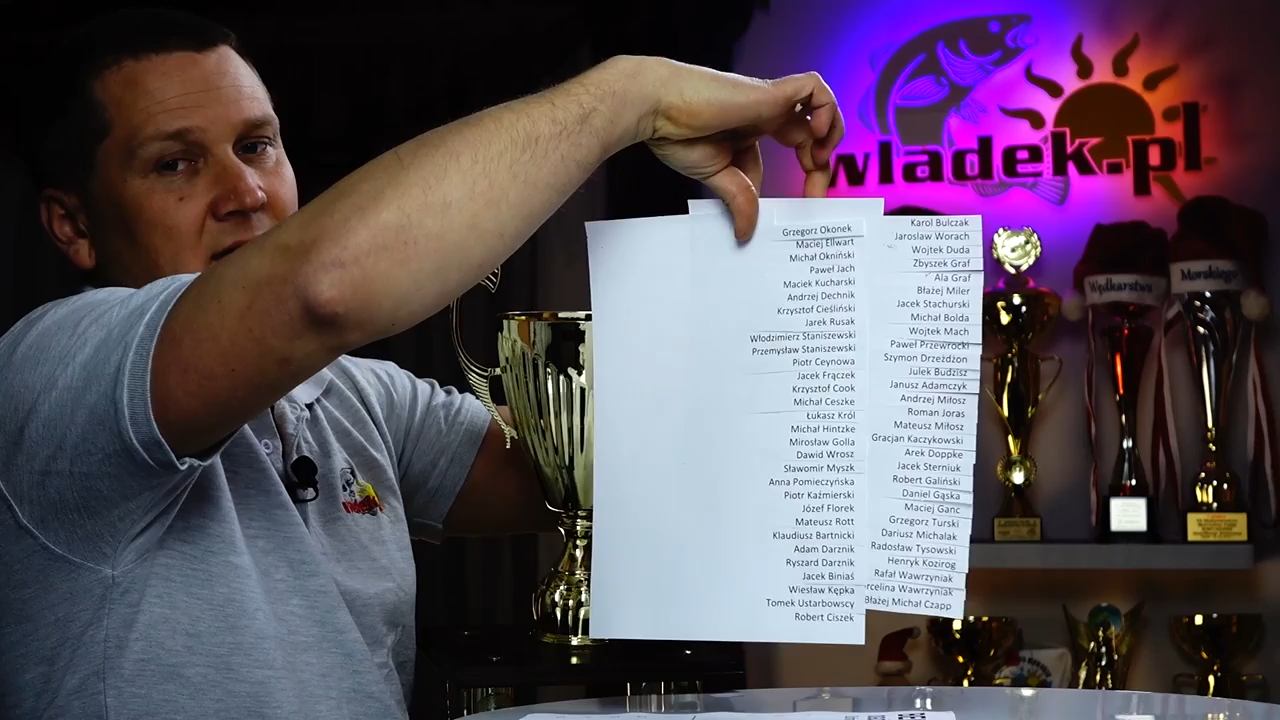 wladek.pl
Grzegorz Okonek
Maciej Ellwart
Michał Okniński
Paweł Jach
Maciek Kucharski
Andrzej Dechnik
Krzysztof Cieśliński
Jarek Rusak
Włodzimierz Staniszewski
Przemysław Staniszewski
Piotr Ceynowa
Jacek Frączek
Krzysztof Cook
Michał Ceszke
Łukasz Król
Michał Hintzke
Mirosław Golla
Dawid Wrosz
Sławomir Myszk
Anna Pomieczyńska
Piotr Kaźmierski
Józef Florek
Mateusz Rott
Klaudiusz Bartnicki
Adam Darznik
Ryszard Darznik
Jacek Biniaś
Wiesław Kępka
Tomek Ustarbowscy
Robert Ciszek
Karol Bulczak
Jarosław Worach
Wojtek Duda
Zbyszek Graf
Ala Graf
Błażej Miler
Jacek Stachurski
Michał Bolda
Wojtek Mach
Paweł Przewrocki
Szymon Drzeżdżon
Julek Budzisz
Janusz Adamczyk
Andrzej Miłosz
Roman Joras
Mateusz Miłosz
Gracjan Kaczykowski
Arek Doppke
Jacek Sterniuk
Robert Galiński
Daniel Gąska
Maciej Ganc
Grzegorz Turski
Dariusz Michalak
Radosław Tysowski
Henryk Kozirog
Rafał Wawrzyniak
rcelina Wawrzyniak
Błażej Michał Czapp
Wędkarstwa
Morskiego